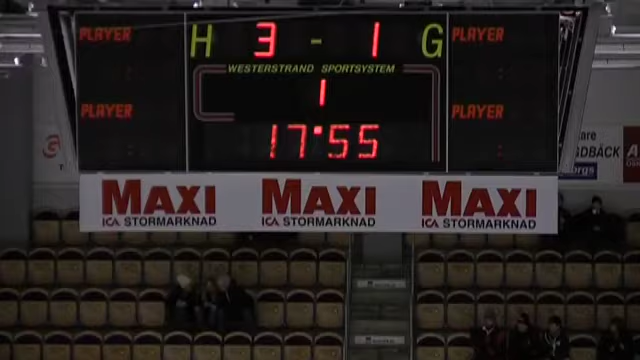 PLAYER H 3 - 1 G PLAYER
WESTERSTRAND SPORTSYSTEM
1
PLAYER PLAYER
17:55
MAXI MAXI MAXI
ICA STORMARKNAD ICA STORMARKNAD ICA STORMARKNAD